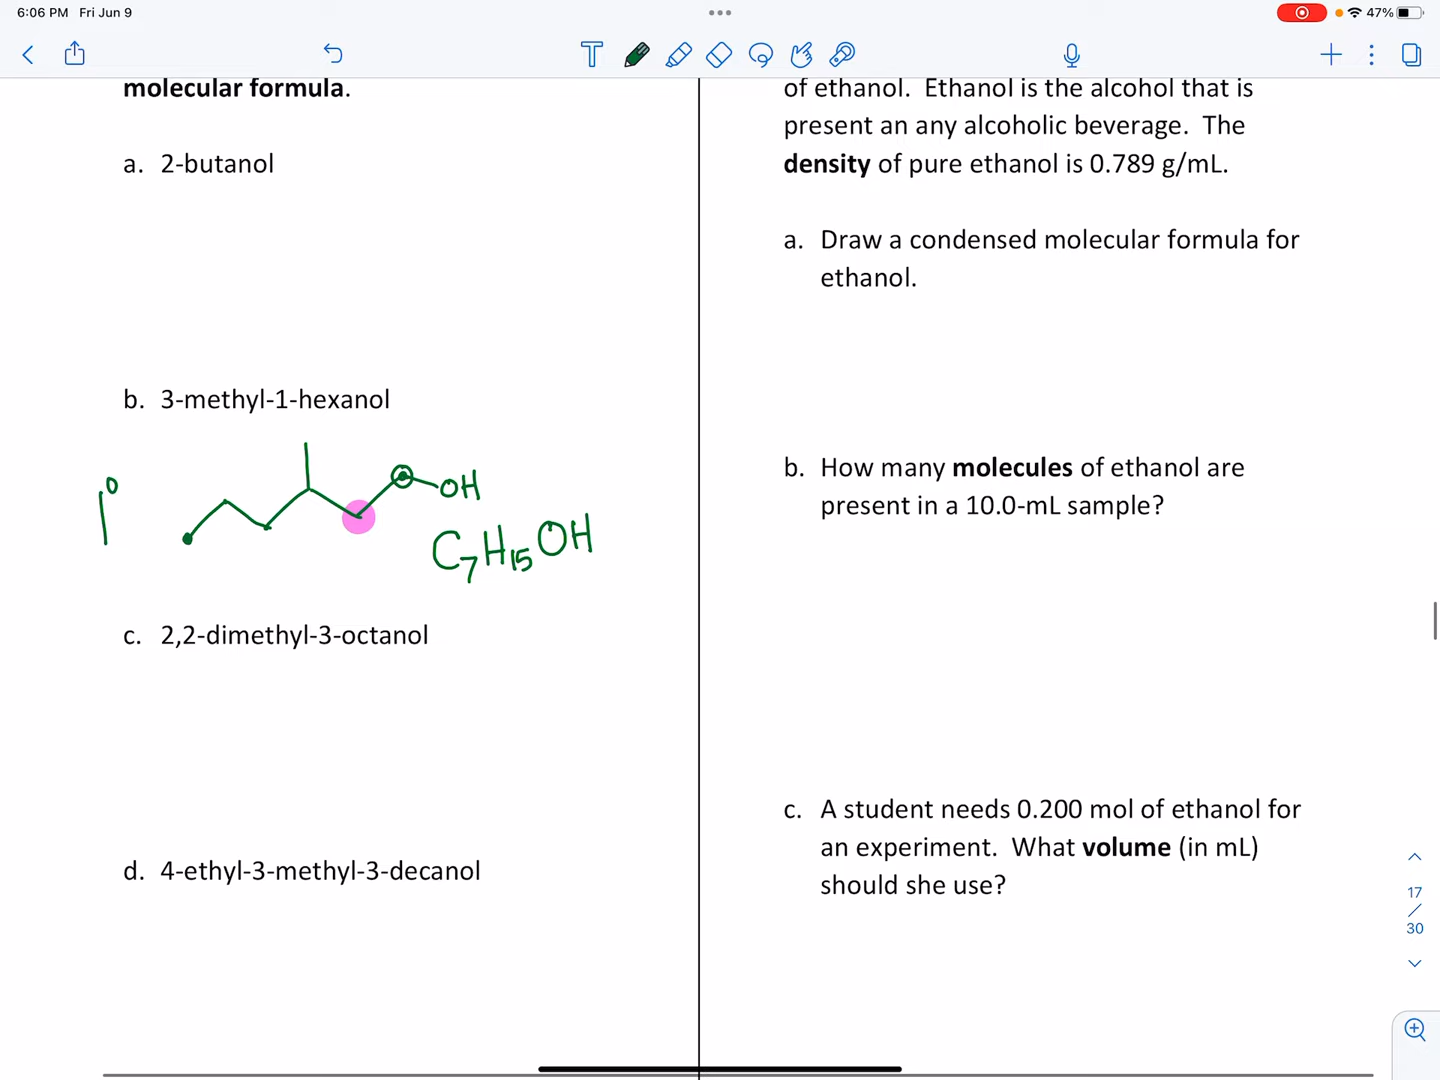 6:06 PM Fri Jun 9
47%
molecular formula.
a. 2-butanol
b. 3-methyl-1-hexanol
1° OH
C₇H₁₅OH
c. 2,2-dimethyl-3-octanol
d. 4-ethyl-3-methyl-3-decanol
of ethanol. Ethanol is the alcohol that is
present an any alcoholic beverage. The
density of pure ethanol is 0.789 g/mL.
a. Draw a condensed molecular formula for
ethanol.
b. How many molecules of ethanol are
present in a 10.0-mL sample?
c. A student needs 0.200 mol of ethanol for
an experiment. What volume (in mL)
should she use?
17
/
30